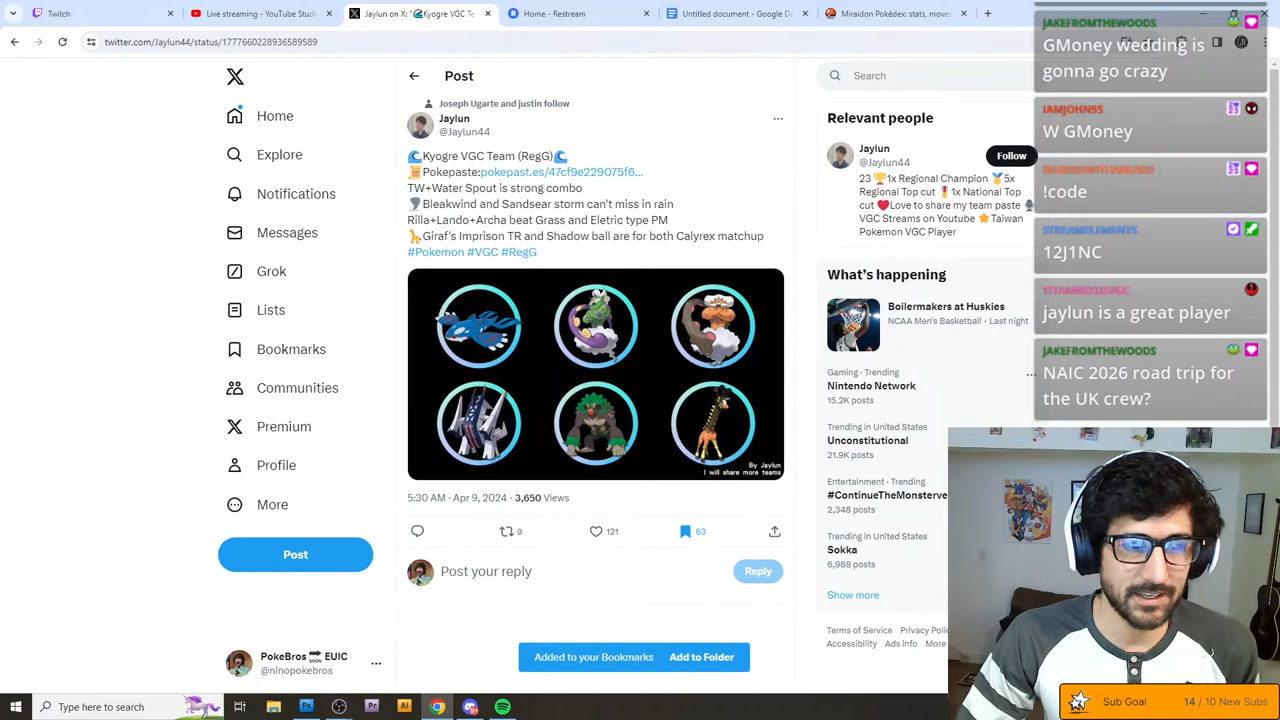 Twitch
Live streaming - YouTube Studio
Jaylun on X: "🌊Kyogre VGC Te
Home - Restream
Untitled document - Google Do
Miraidon Pokédex: stats, moves
twitter.com/Jaylun44/status/1777660228936589589
Home
Explore
Notifications
Messages
Grok
Lists
Bookmarks
Communities
Premium
Profile
More
Post
PokeBros SOON EUIC
@ninopokebros
Post
Joseph Ugarte and justin follow
Jaylun
@Jaylun44
🌊Kyogre VGC Team (RegG)🌊
📜Pokepaste:pokepast.es/47cf9e229075f6...
TW+Water Spout is strong combo
🌪️Bleakwind and Sandsear storm can't miss in rain
Rilla+Lando+Archa beat Grass and Eletric type PM
🦒Giraf's Imprison TR and Shadow ball are for both Calyrex matchup
#Pokemon #VGC #RegG
By Jaylun
I will share more teams
5:30 AM · Apr 9, 2024 · 3,650 Views
9
121
63
Post your reply
Reply
Added to your Bookmarks Add to Folder
Search
Relevant people
Jaylun
@Jaylun44
Follow
23 🏆1x Regional Champion 🏅5x
Regional Top cut 🎖️1x National Top
cut ❤️Love to share my team paste 🎙️
VGC Streams on Youtube ⭐Taiwan
Pokemon VGC Player
What's happening
Boilermakers at Huskies
NCAA Men's Basketball · Last night
Gaming · Trending
Nintendo Network
15.2K posts
Trending in United States
Unconstitutional
21.9K posts
Entertainment · Trending
#ContinueTheMonsterve
2,348 posts
Trending in United States
Sokka
6,988 posts
Show more
Terms of Service Privacy Polic
Accessibility Ads info More
JAKEFROMTHEWOODS
GMoney wedding is
gonna go crazy
IAMJOHN55
W GMoney
!code
STREAMELEMENTS
12J1NC
TITANNEXUSVGC
jaylun is a great player
JAKEFROMTHEWOODS
NAIC 2026 road trip for
the UK crew?
Sub Goal 14 / 10 New Subs
Type here to search